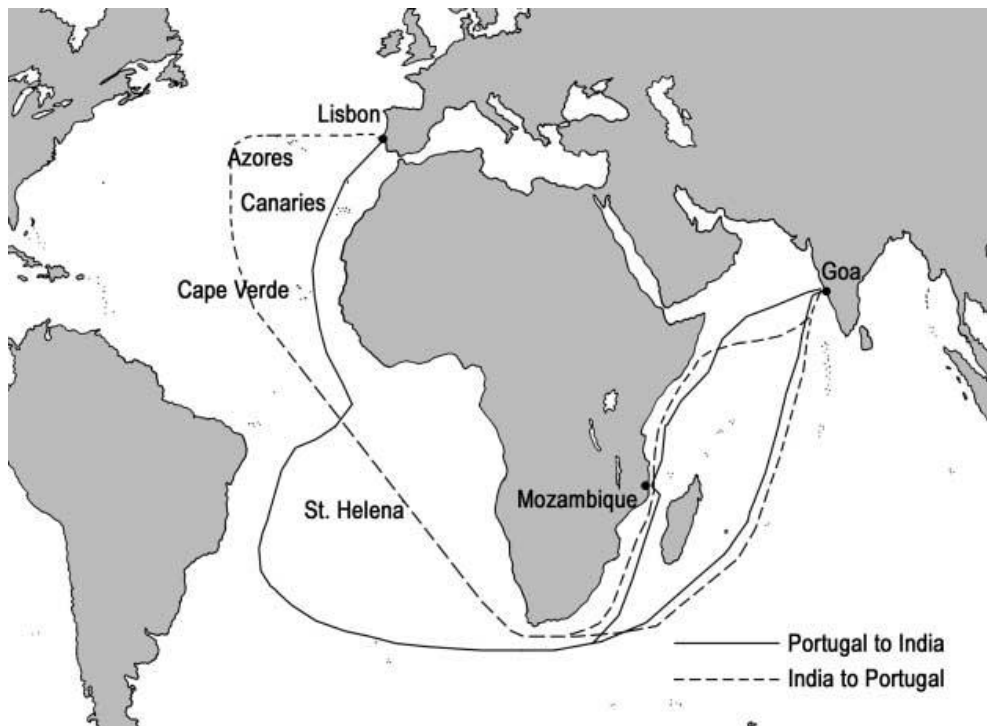 Lisbon
Azores
Canaries
Cape Verde
Goa
St. Helena
Mozambique
Portugal to India
India to Portugal